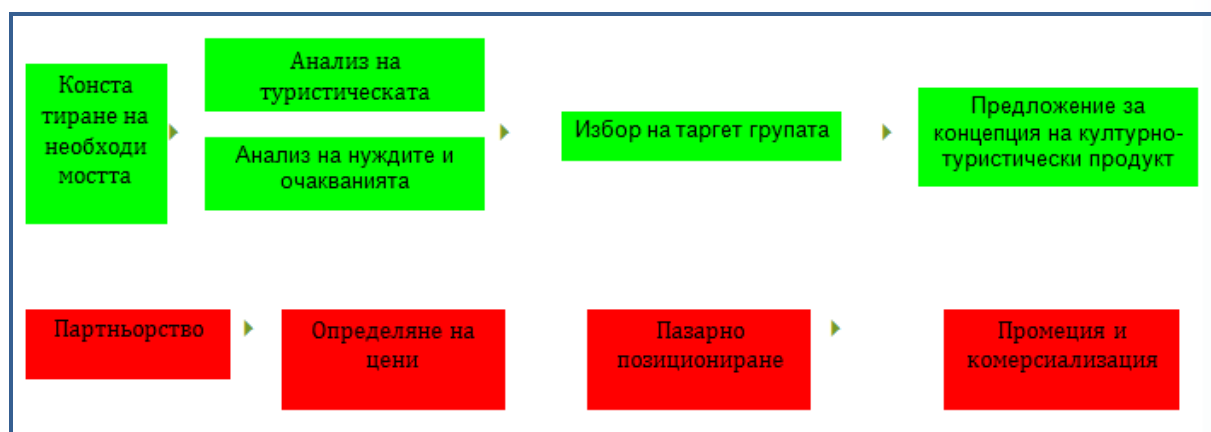 Конста
тиране на
необходи
мостта
Анализ на
туристическата
Анализ на нуждите и
очакванията
Избор на таргет групата
Предложение за
концепция на културно-
туристически продукт
Партньорство
Определяне на
цени
Пазарно
позициониране
Промеция и
комерсиализация